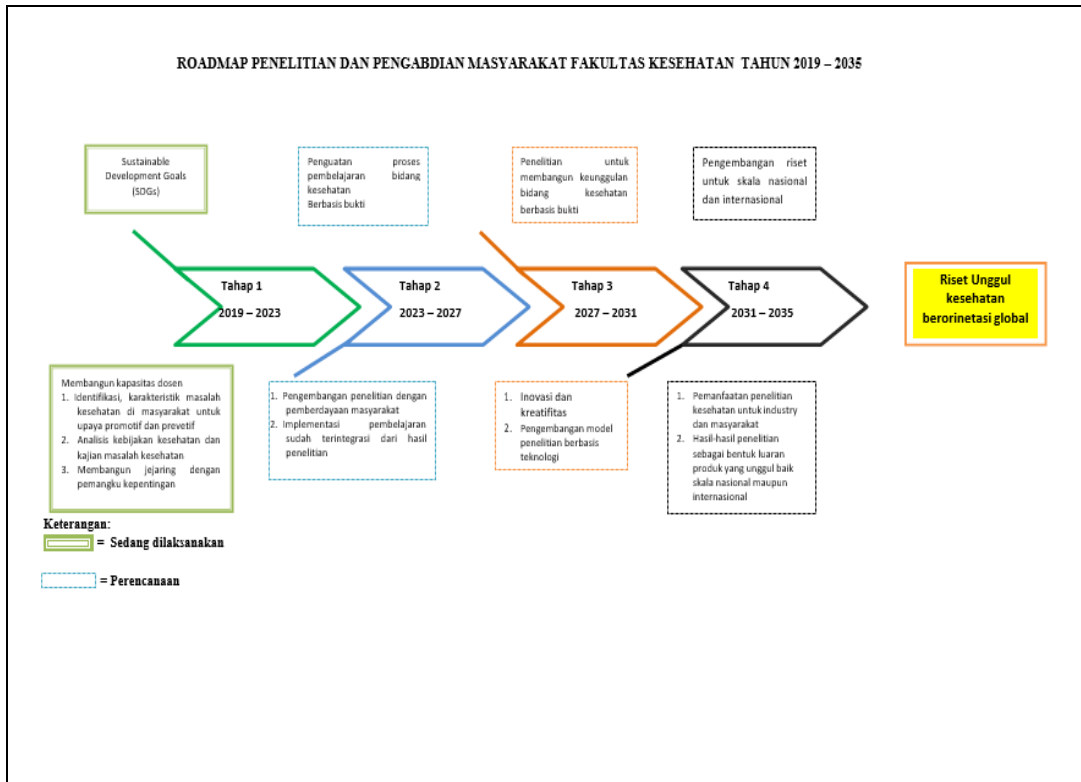 ROADMAP PENELITIAN DAN PENGABDIAN MASYARAKAT FAKULTAS KESEHATAN TAHUN 2019 – 2035
Sustainable
Development Goals
(SDGs)
Penguatan proses
pembelajaran bidang
kesehatan
Berbasis bukti
Penelitian untuk
membangun keunggulan
bidang kesehatan
berbasis bukti
Pengembangan riset
untuk skala nasional
dan internasional
Tahap 1
2019 – 2023
Tahap 2
2023 – 2027
Tahap 3
2027 – 2031
Tahap 4
2031 – 2035
Riset Unggul
kesehatan
berorinetasi global
Membangun kapasitas dosen
1. Identifikasi, karakteristik masalah
kesehatan di masyarakat untuk
upaya promotif dan prevetif
2. Analisis kebijakan kesehatan dan
kajian masalah kesehatan
3. Membangun jejaring dengan
pemangku kepentingan
1. Pengembangan penelitian dengan
pemberdayaan masyarakat
2. Implementasi pembelajaran
sudah terintegrasi dari hasil
penelitian
1. Inovasi dan
kreatifitas
2. Pengembangan model
penelitian berbasis
teknologi
1. Pemanfaatan penelitian
kesehatan untuk industry
dan masyarakat
2. Hasil-hasil penelitian
sebagai bentuk luaran
produk yang unggul baik
skala nasional maupun
internasional
Keterangan:
= Sedang dilaksanakan
= Perencanaan